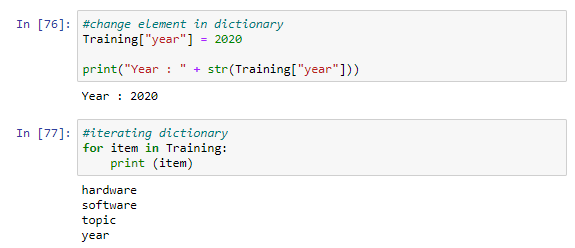 In [76]: #change element in dictionary
Training["year"] = 2020
print("Year : " + str(Training["year"]))
Year : 2020
In [77]: #iterating dictionary
for item in Training:
    print (item)
hardware
software
topic
year